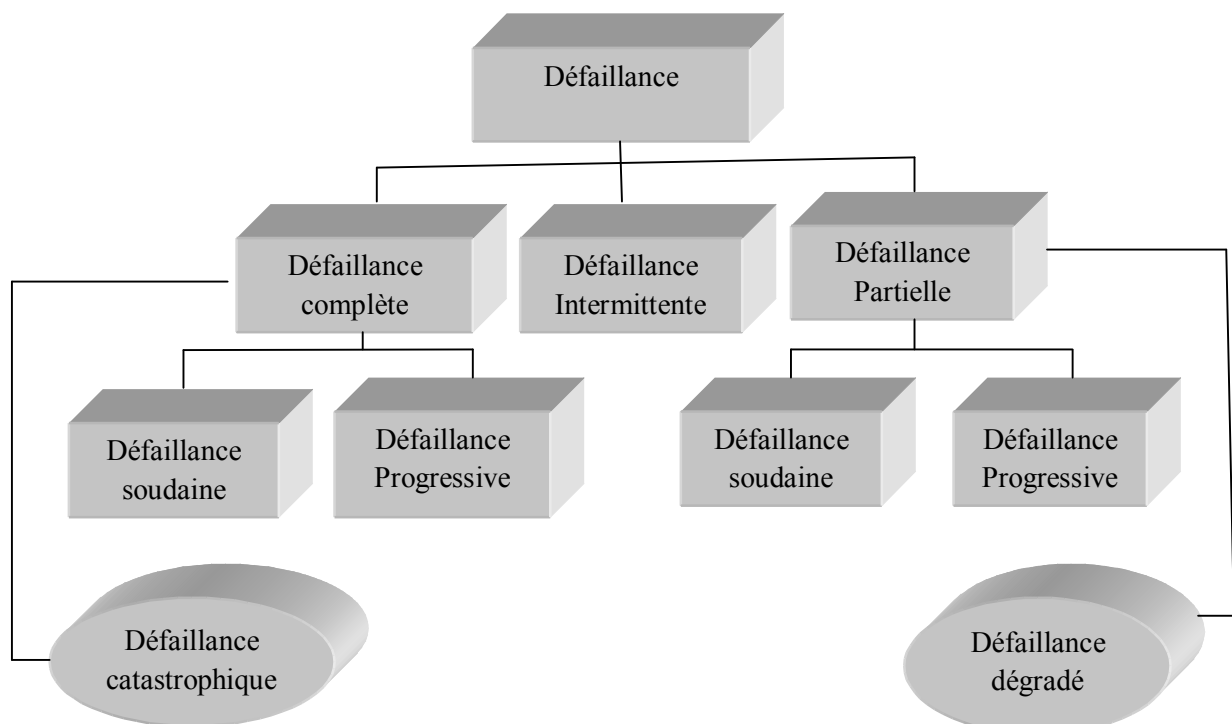 Défaillance
Défaillance
complète
Défaillance
Intermittente
Défaillance
Partielle
Défaillance
soudaine
Défaillance
Progressive
Défaillance
soudaine
Défaillance
Progressive
Défaillance
catastrophique
Défaillance
dégradé